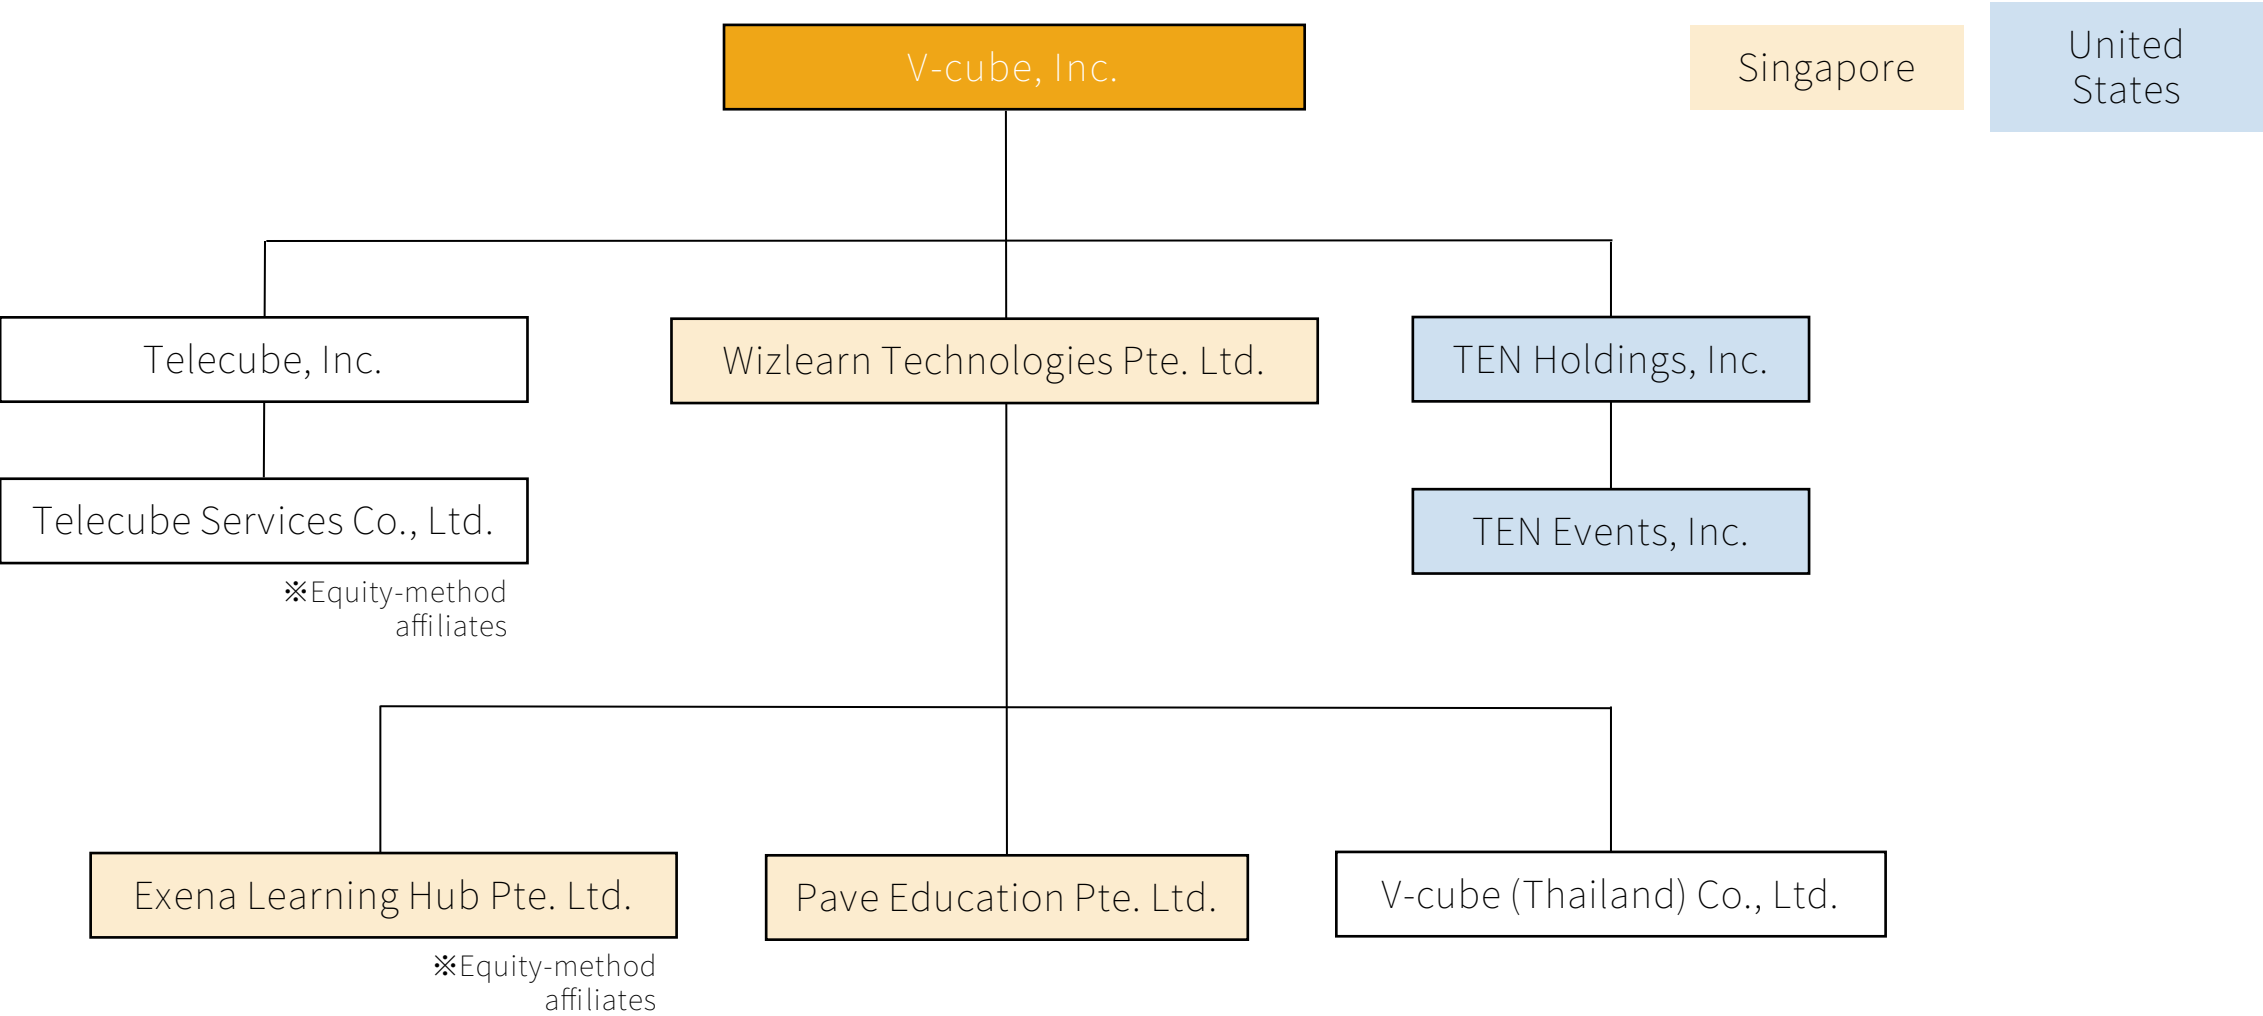 V-cube, Inc.
Singapore
United
States
Telecube, Inc.
Wizlearn Technologies Pte. Ltd.
TEN Holdings, Inc.
Telecube Services Co., Ltd.
TEN Events, Inc.
※Equity-method
affiliates
Exena Learning Hub Pte. Ltd.
Pave Education Pte. Ltd.
V-cube (Thailand) Co., Ltd.
※Equity-method
affiliates